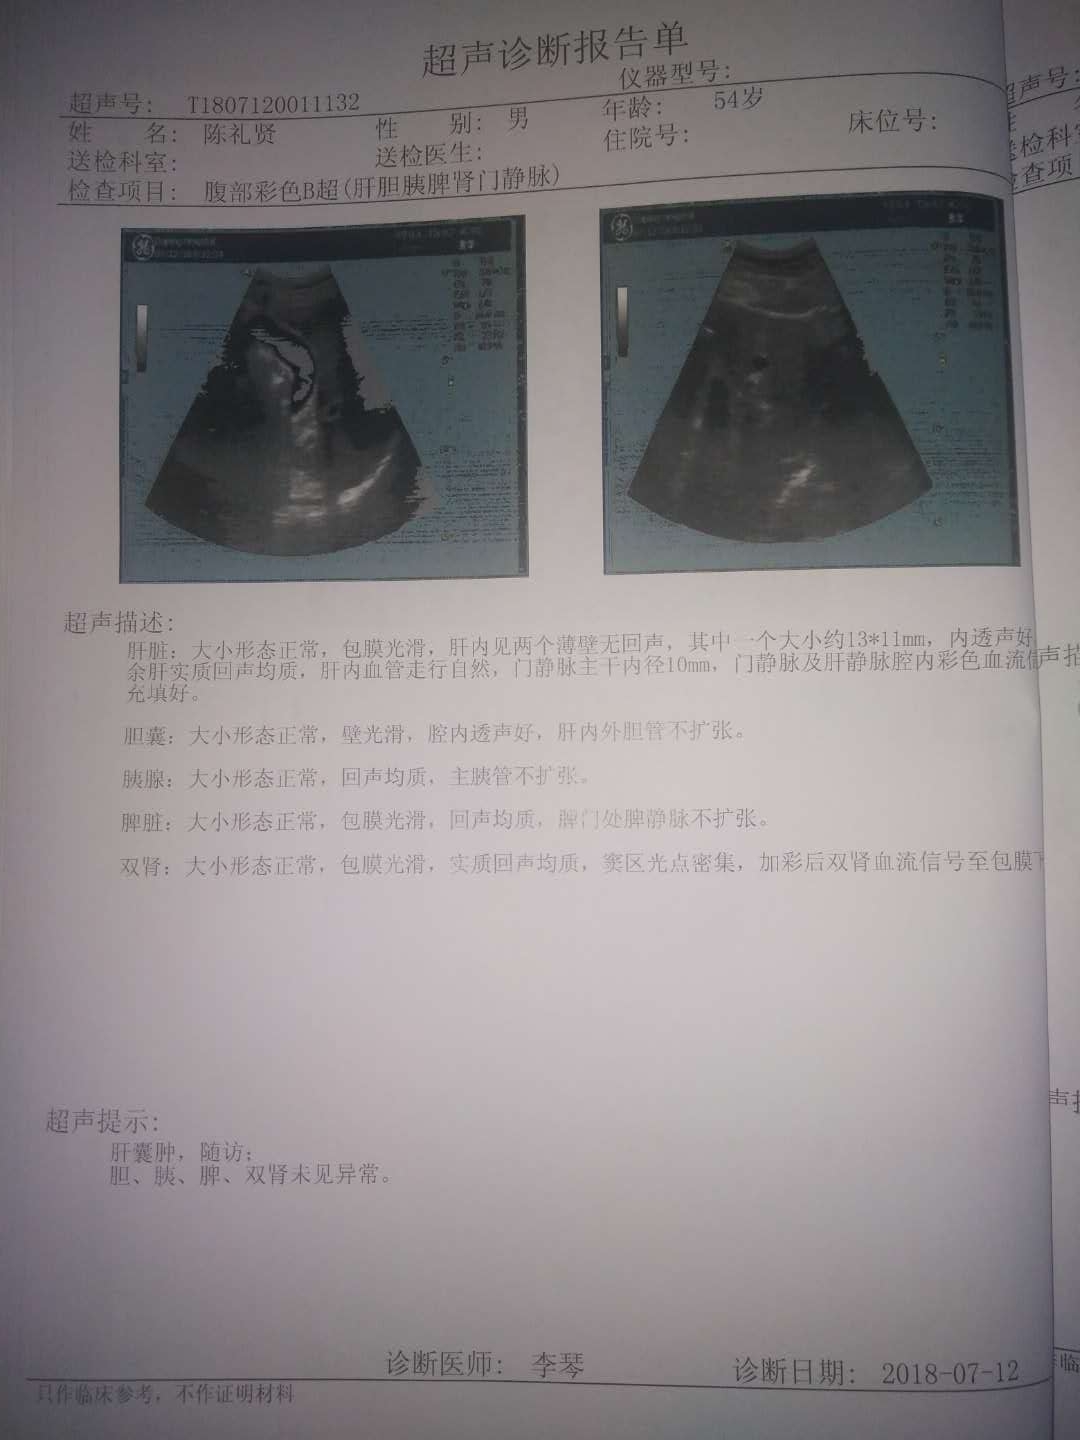 超声诊断报告单
仪器型号:
超声号: T1807120011132
姓 名: 陈礼贤 性 别: 男 年龄: 54岁 床位号:
送检科室: 送检医生: 住院号:
检查项目: 腹部彩色B超(肝胆胰脾肾门静脉)
超声描述:
肝脏: 大小形态正常, 包膜光滑, 肝内见两个薄壁无回声, 其中一个大小约13*11mm, 内透声好
余肝实质回声均质, 肝内血管走行自然, 门静脉主干内径10mm, 门静脉及肝静脉腔内彩色血流信
充填好。
胆囊: 大小形态正常, 壁光滑, 腔内透声好, 肝内外胆管不扩张。
胰腺: 大小形态正常, 回声均质, 主胰管不扩张。
脾脏: 大小形态正常, 包膜光滑, 回声均质, 脾门处脾静脉不扩张。
双肾: 大小形态正常, 包膜光滑, 实质回声均质, 窦区光点密集, 加彩后双肾血流信号至包膜下
超声提示:
肝囊肿, 随访;
胆、胰、脾、双肾未见异常。
诊断医师: 李琴 诊断日期: 2018-07-12
只作临床参考, 不作证明材料
超声号:
送检科室
检查项
声描
声提
临